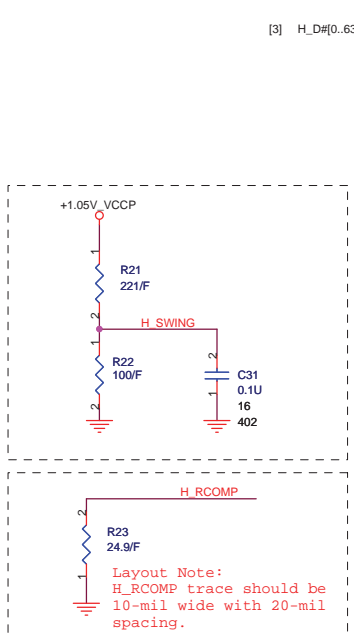 [3] H_D#[0..63
+1.05V_VCCP
1
R21
221/F
2
H_SWING
1
R22
100/F
2
2
C31
0.1U
1
16
402
H_RCOMP
2
R23
24.9/F
1
Layout Note:
H_RCOMP trace should be
10-mil wide with 20-mil
spacing.